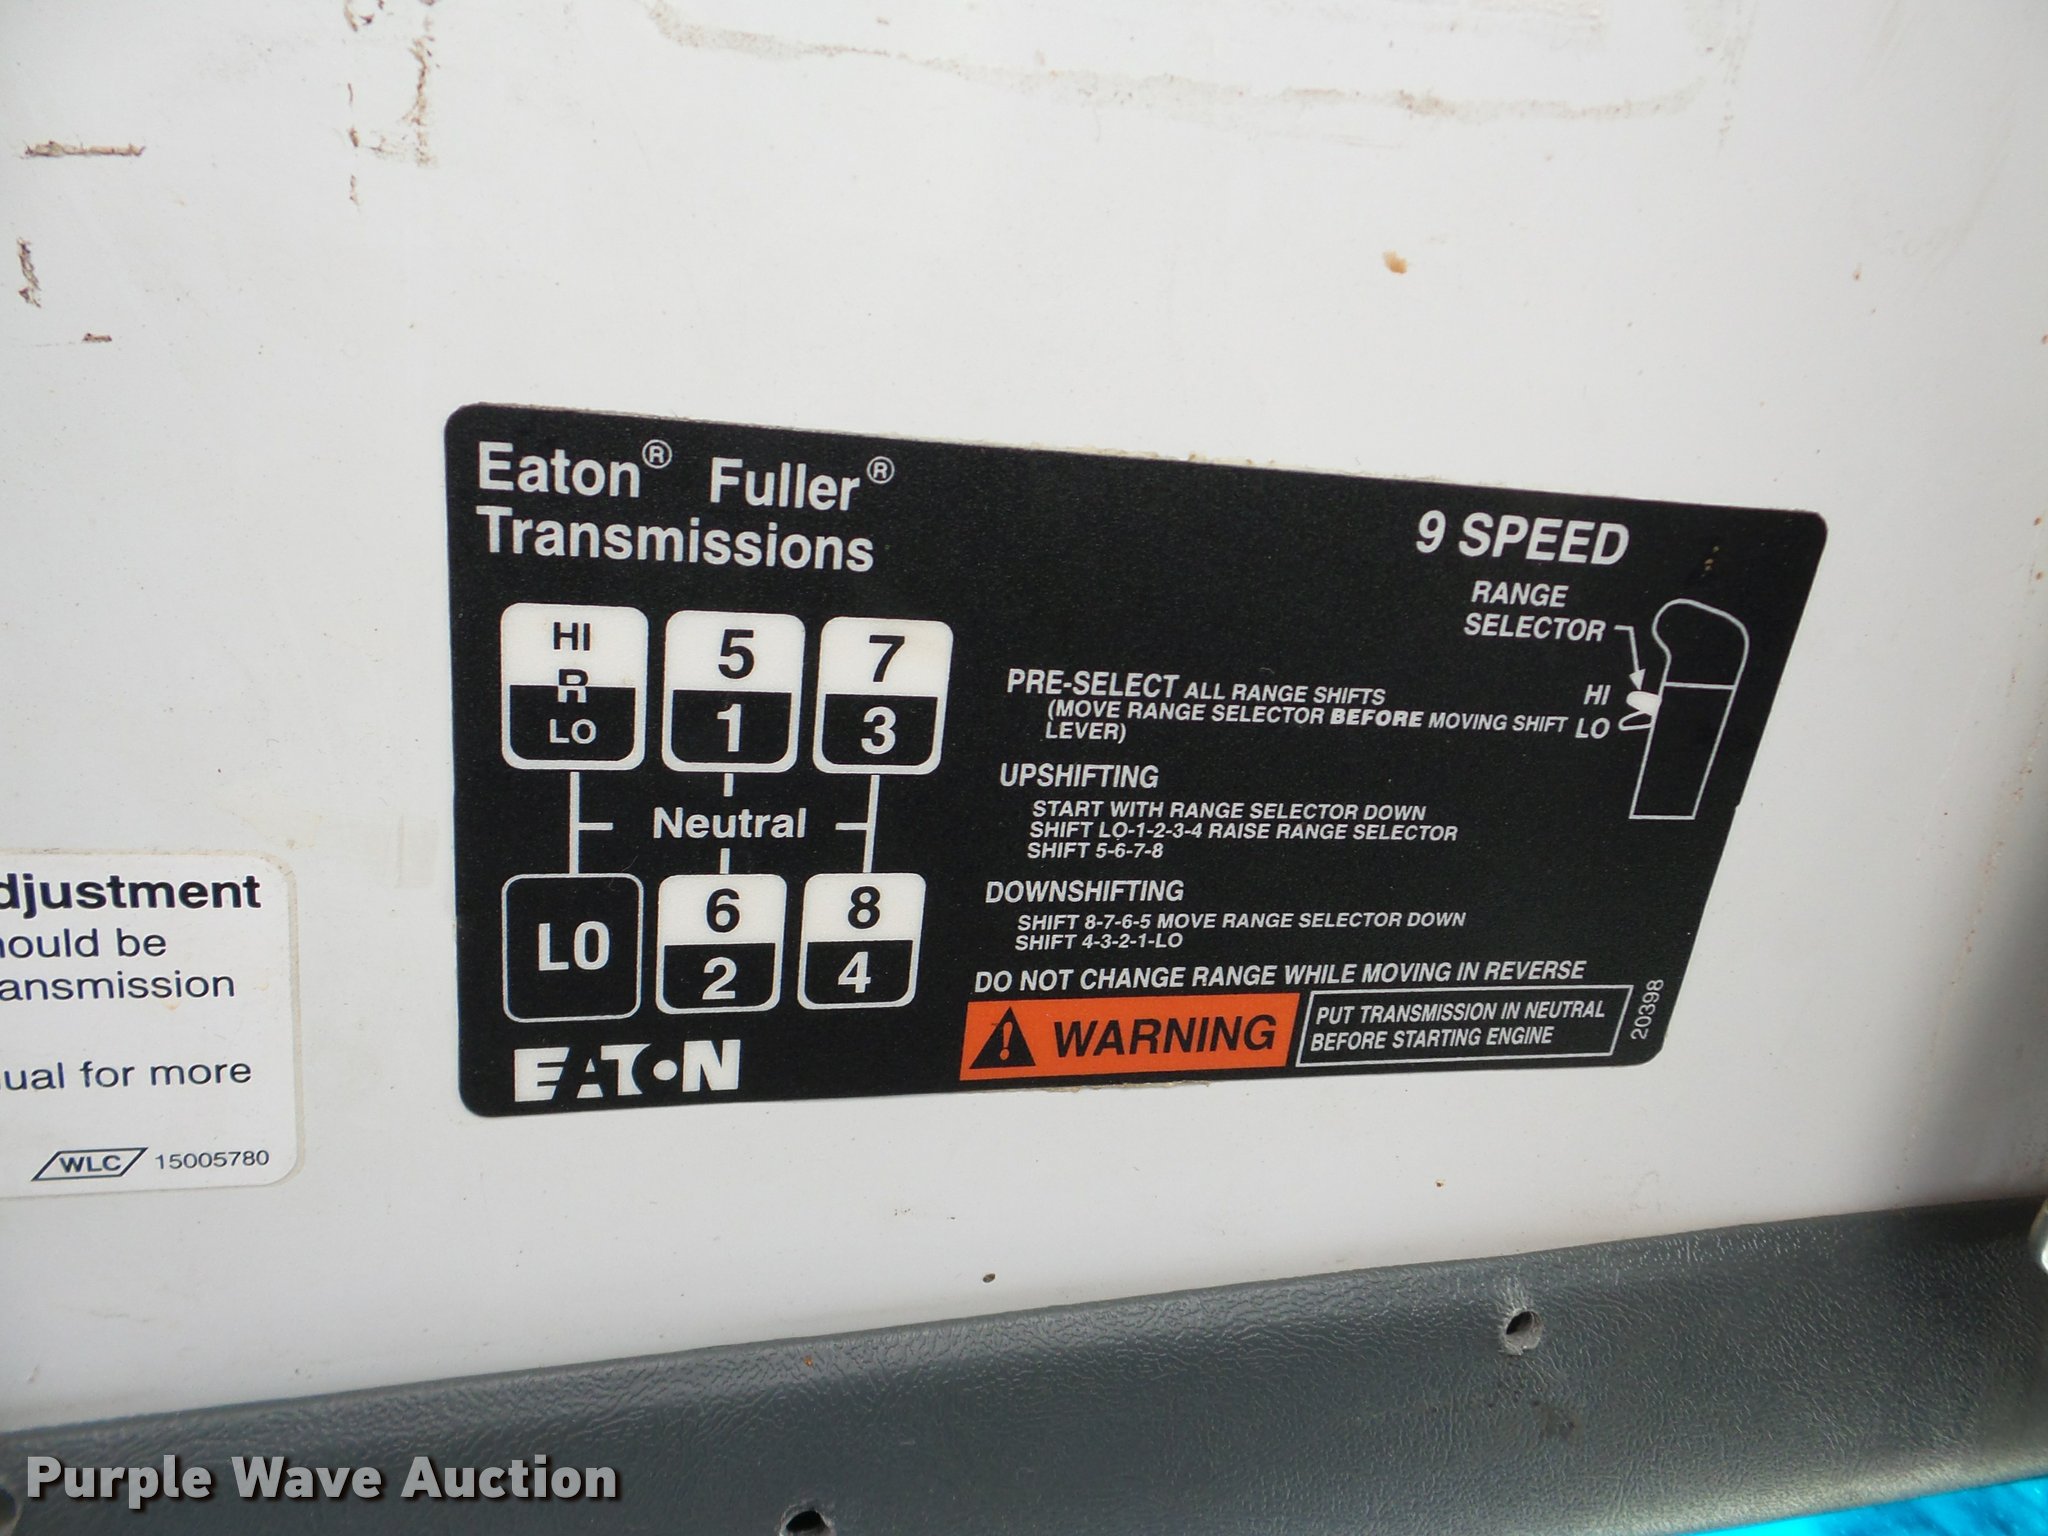 Eaton® Fuller®
Transmissions
9 SPEED
RANGE
SELECTOR
HI
LO
HI
R
LO
5
1
7
3
Neutral
LO
6
2
8
4
EATON
PRE-SELECT ALL RANGE SHIFTS
(MOVE RANGE SELECTOR BEFORE MOVING SHIFT
LEVER)
UPSHIFTING
START WITH RANGE SELECTOR DOWN
SHIFT LO-1-2-3-4 RAISE RANGE SELECTOR
SHIFT 5-6-7-8
DOWNSHIFTING
SHIFT 8-7-6-5 MOVE RANGE SELECTOR DOWN
SHIFT 4-3-2-1-LO
DO NOT CHANGE RANGE WHILE MOVING IN REVERSE
WARNING
PUT TRANSMISSION IN NEUTRAL
BEFORE STARTING ENGINE
20398
djustment
ould be
ansmission
ual for more
WLC 15005780
Purple Wave Auction